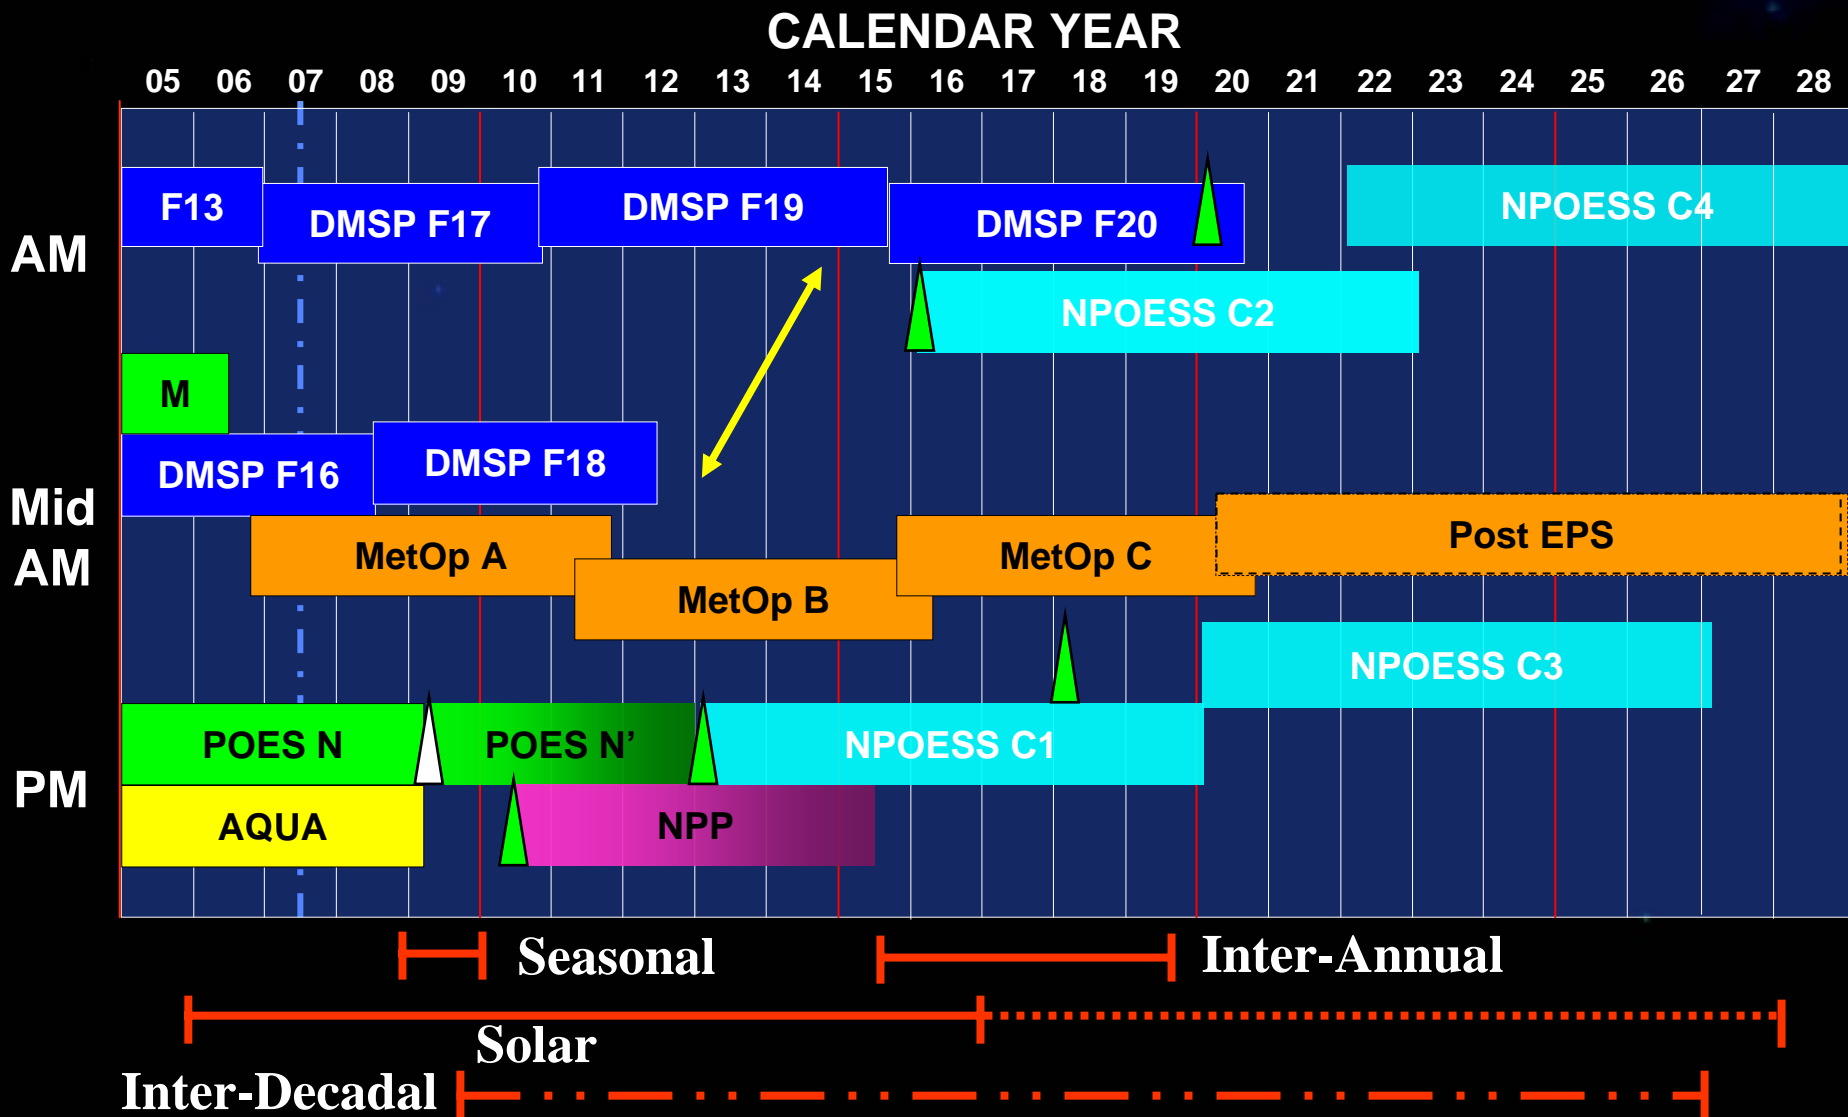 CALENDAR YEAR
05 06 07 08 09 10 11 12 13 14 15 16 17 18 19 20 21 22 23 24 25 26 27 28
AM
F13
DMSP F17
DMSP F19
DMSP F20
NPOESS C4
NPOESS C2
M
Mid
AM
DMSP F16
DMSP F18
MetOp A
MetOp B
MetOp C
Post EPS
NPOESS C3
PM
POES N
POES N’
NPOESS C1
AQUA
NPP
Seasonal
Inter-Annual
Solar
Inter-Decadal